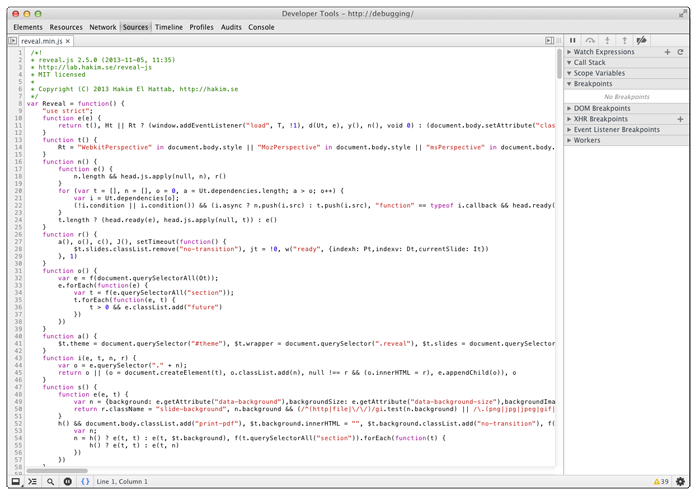 Developer Tools - http://debugging/
Elements Resources Network Sources Timeline Profiles Audits Console
reveal.min.js ×
1 /*!
2 * reveal.js 2.5.0 (2013-11-05, 11:35)
3 * http://lab.hakim.se/reveal-js
4 * MIT licensed
5 *
6 * Copyright (C) 2013 Hakim El Hattab, http://hakim.se
7 */
8 var Reveal = function() {
9 "use strict";
10 function e(e) {
11 return t(), Ht || Rt ? (window.addEventListener("load", T, !1), d(Ut, e), y(), n(), void 0) : (document.body.setAttribute("clas
12 }
13 function t() {
14 Rt = "WebkitPerspective" in document.body.style || "MozPerspective" in document.body.style || "msPerspective" in document.bod
15 }
16 function n() {
17 function e() {
18 n.length && head.js.apply(null, n), r()
19 }
20 for (var t = [], n = [], o = 0, a = Ut.dependencies.length; a > o; o++) {
21 var i = Ut.dependencies[o];
22 (!i.condition || i.condition()) && (i.async ? n.push(i.src) : t.push(i.src), "function" == typeof i.callback && head.ready
23 }
24 t.length ? (head.ready(e), head.js.apply(null, t)) : e()
25 }
26 function r() {
27 a(), o(), c(), J(), setTimeout(function() {
28 $t.slides.classList.remove("no-transition"), jt = !0, w("ready", {indexh: Pt,indexv: Dt,currentSlide: It})
29 }, 1)
30 }
31 function o() {
32 var e = f(document.querySelectorAll(Ot));
33 e.forEach(function(e) {
34 var t = f(e.querySelectorAll("section"));
35 t.forEach(function(e, t) {
36 t > 0 && e.classList.add("future")
37 })
38 })
39 }
40 function a() {
41 $t.theme = document.querySelector("#theme"), $t.wrapper = document.querySelector(".reveal"), $t.slides = document.querySelector
42 }
43 function i(e, t, n, r) {
44 var o = e.querySelector("." + n);
45 return o || (o = document.createElement(t), o.classList.add(n), null !== r && (o.innerHTML = r), e.appendChild(o)), o
46 }
47 function s() {
48 function e(e, t) {
49 var n = {background: e.getAttribute("data-background"),backgroundSize: e.getAttribute("data-background-size"),backgroundIma
50 return r.className = "slide-background", n.background && (/^(http|file|\/\/)/gi.test(n.background) || /\.(png|jpg|jpeg|gif|
51 }
52 h() && document.body.classList.add("print-pdf"), $t.background.innerHTML = "", $t.background.classList.add("no-transition"), f(
53 var n;
54 n = h() ? e(t, t) : e(t, $t.background), f(t.querySelectorAll("section")).forEach(function(t) {
55 h() ? e(t, t) : e(t, n)
56 })
57 })
58
Watch Expressions
Call Stack
Scope Variables
Breakpoints
No Breakpoints
DOM Breakpoints
XHR Breakpoints
Event Listener Breakpoints
Workers
{} Line 1, Column 1
39